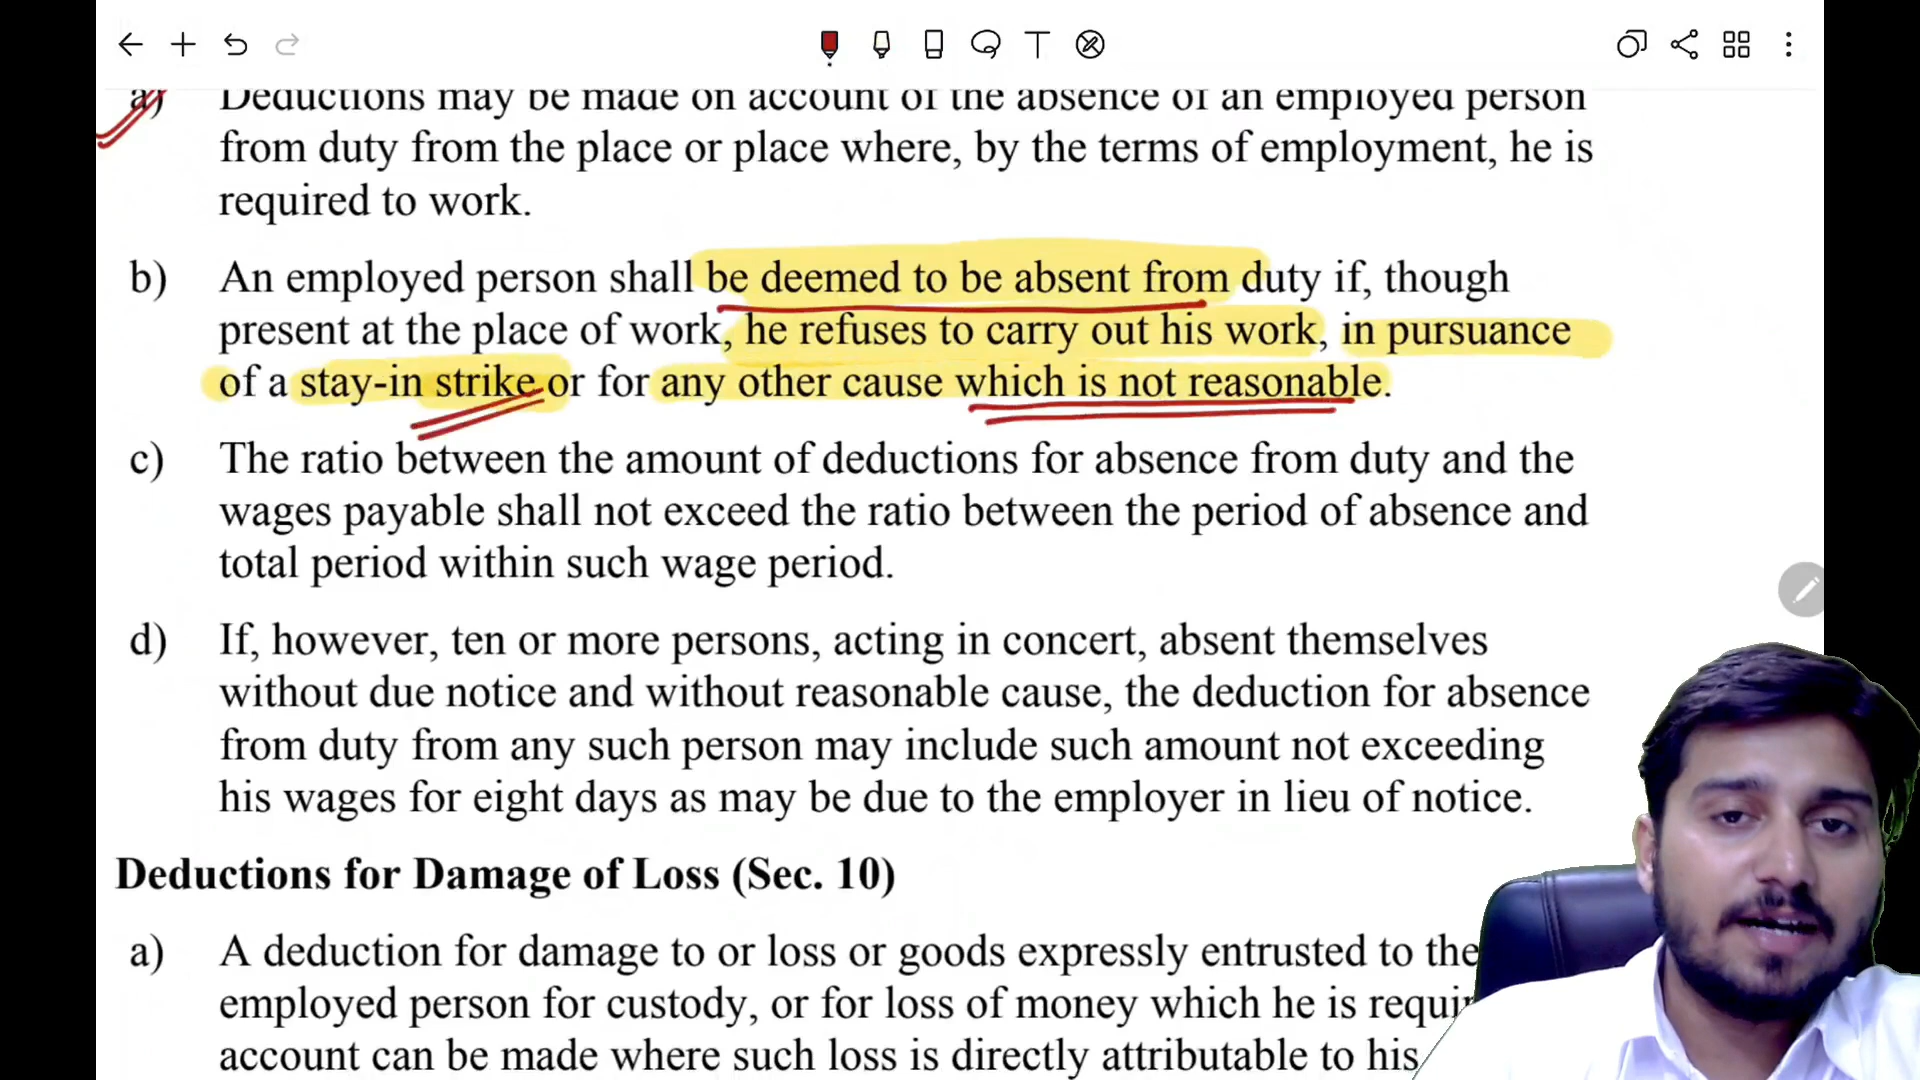 a) Deductions may be made on account of the absence of an employed person
from duty from the place or place where, by the terms of employment, he is
required to work.
b) An employed person shall be deemed to be absent from duty if, though
present at the place of work, he refuses to carry out his work, in pursuance
of a stay-in strike or for any other cause which is not reasonable.
c) The ratio between the amount of deductions for absence from duty and the
wages payable shall not exceed the ratio between the period of absence and
total period within such wage period.
d) If, however, ten or more persons, acting in concert, absent themselves
without due notice and without reasonable cause, the deduction for absence
from duty from any such person may include such amount not exceeding
his wages for eight days as may be due to the employer in lieu of notice.
Deductions for Damage of Loss (Sec. 10)
a) A deduction for damage to or loss or goods expressly entrusted to the
employed person for custody, or for loss of money which he is
account can be made where such loss is directly attributable to his